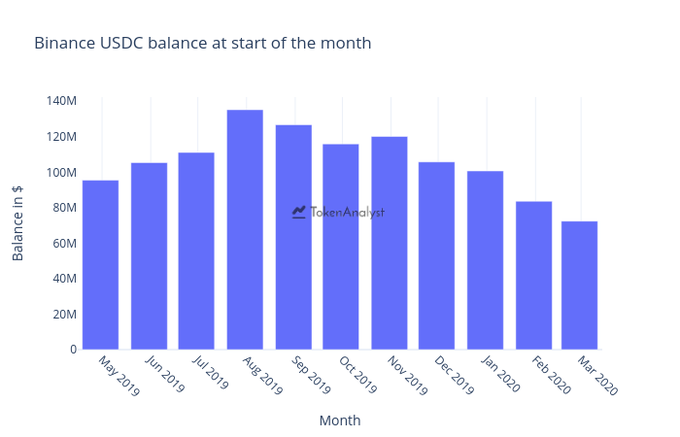 Binance USDC balance at start of the month
140M
120M
100M
80M
60M
40M
20M
0
Balance in $
TokenAnalyst
May 2019
Jun 2019
Jul 2019
Aug 2019
Sep 2019
Oct 2019
Nov 2019
Dec 2019
Jan 2020
Feb 2020
Mar 2020
Month